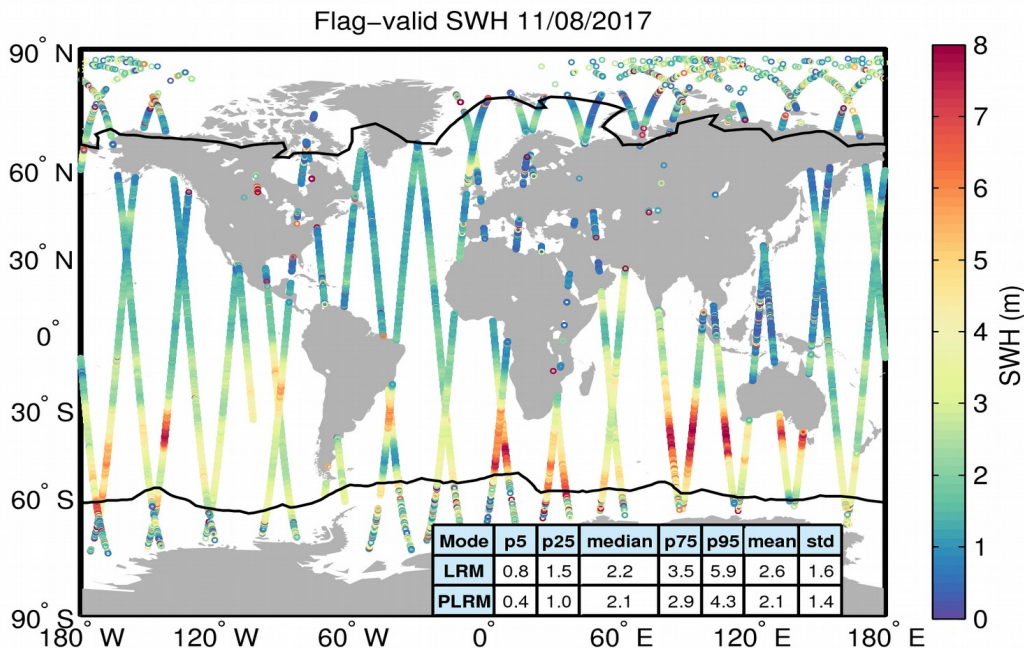 Flag−valid SWH 11/08/2017
90° N
60° N
30° N
0°
30° S
60° S
90° S
180° W
120° W
60° W
0°
60° E
120° E
180° E
Mode p5 p25 median p75 p95 mean std
LRM 0.8 1.5 2.2 3.5 5.9 2.6 1.6
PLRM 0.4 1.0 2.1 2.9 4.3 2.1 1.4
8
7
6
5
4
3
2
1
0
SWH (m)